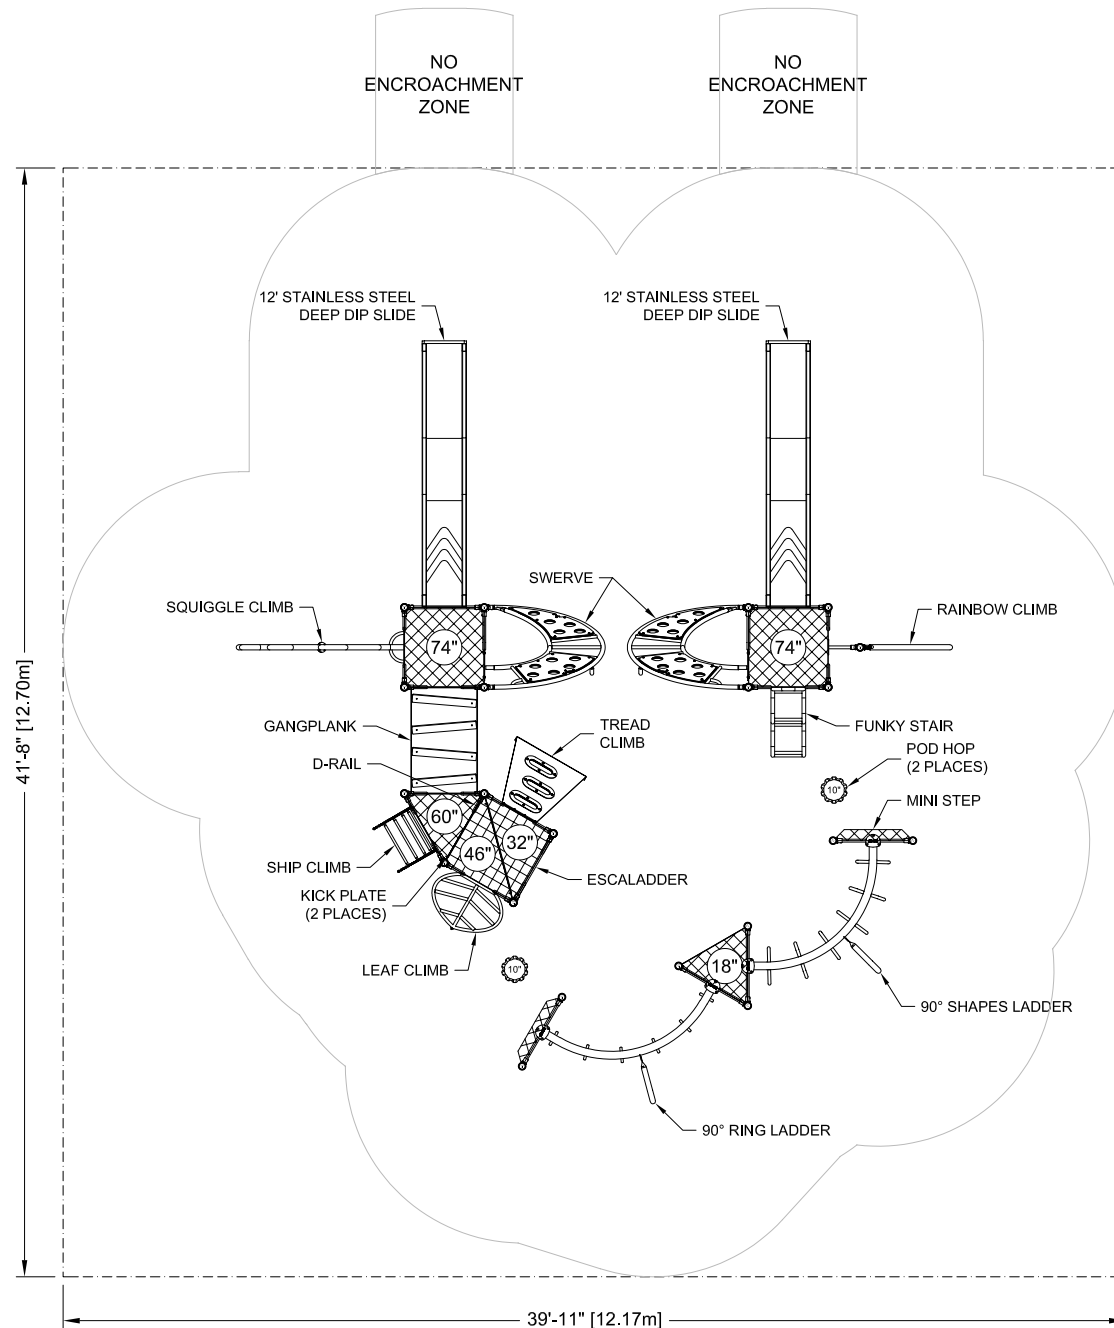 NO
ENCROACHMENT
ZONE
NO
ENCROACHMENT
ZONE
12' STAINLESS STEEL
DEEP DIP SLIDE
12' STAINLESS STEEL
DEEP DIP SLIDE
SWERVE
SQUIGGLE CLIMB
RAINBOW CLIMB
74"
74"
GANGPLANK
TREAD
CLIMB
FUNKY STAIR
D-RAIL
POD HOP
(2 PLACES)
10"
MINI STEP
60"
46"
32"
SHIP CLIMB
ESCALADDER
KICK PLATE
(2 PLACES)
LEAF CLIMB
10"
18"
90° SHAPES LADDER
90° RING LADDER
41'-8" [12.70m]
39'-11" [12.17m]